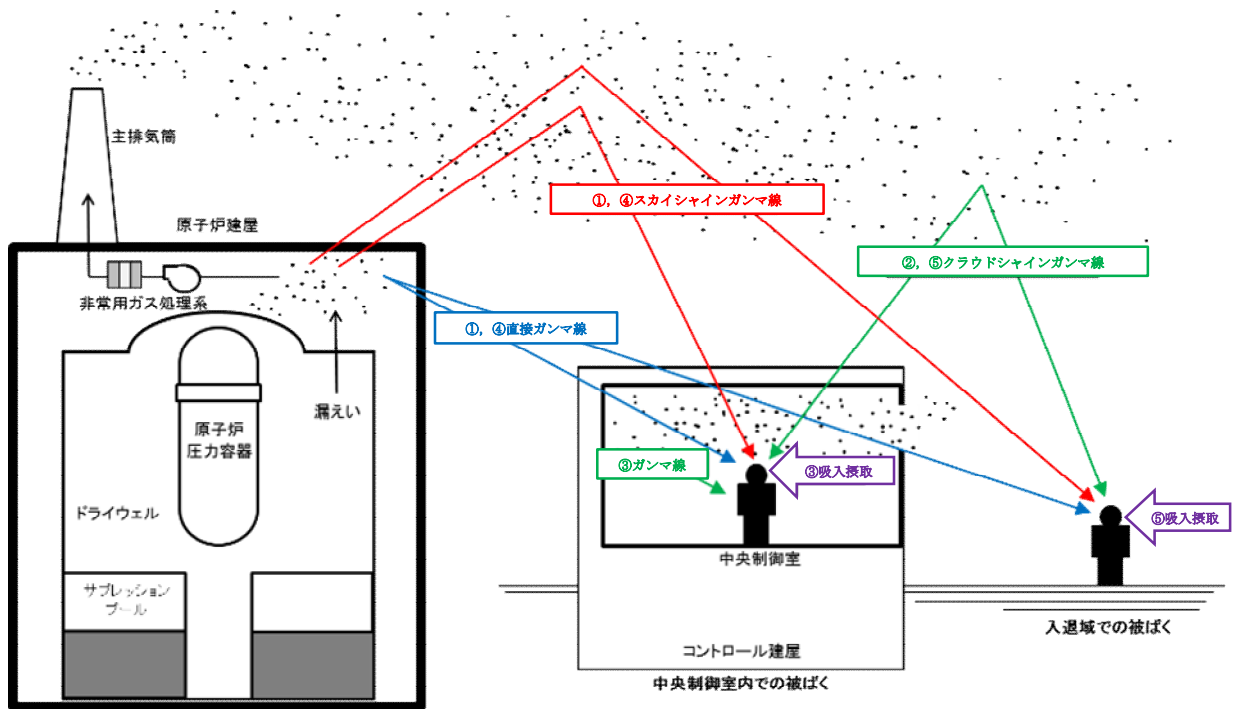 主排気筒
①，④スカイシャインガンマ線
原子炉建屋
②，⑤クラウドシャインガンマ線
非常用ガス処理系
①，④直接ガンマ線
漏えい
原子炉
圧力容器
③ガンマ線
③吸入摂取
ドライウェル
⑤吸入摂取
中央制御室
サプレッション
プール
入退域での被ばく
コントロール建屋
中央制御室内での被ばく